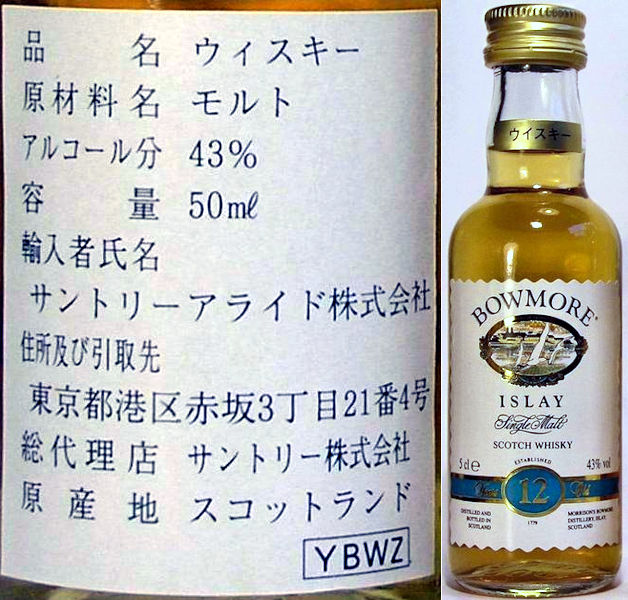 品名 ウィスキー
原材料名 モルト
アルコール分 43%
容量 50mℓ
輸入者氏名
サントリーアライド株式会社
住所及び引取先
東京都港区赤坂3丁目21番4号
総代理店 サントリー株式会社
原産地 スコットランド
YBWZ
ウイスキー
BOWMORE®
ISLAY
Single Malt
SCOTCH WHISKY
5 cl e 43% vol
ESTABLISHED
Years 12 Old
1779
DISTILLED AND
BOTTLED IN
SCOTLAND
MORRISON'S BOWMORE
DISTILLERY, ISLAY,
SCOTLAND